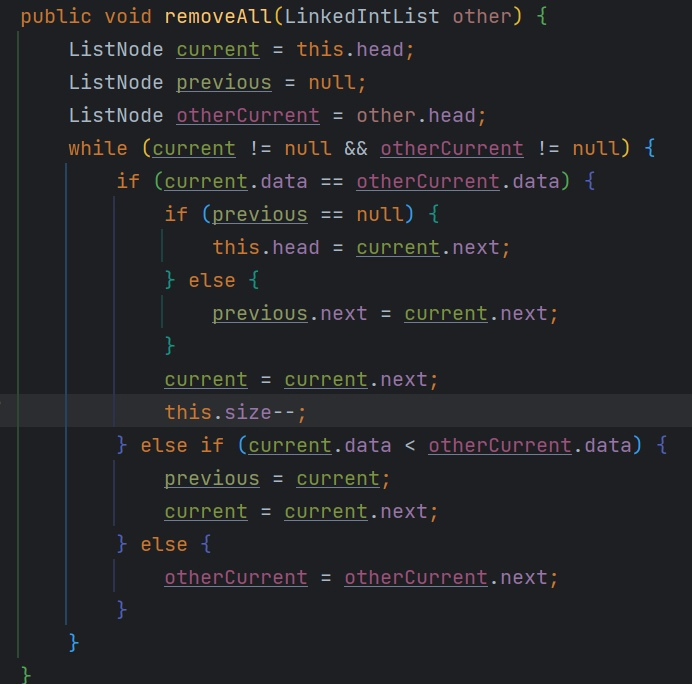 public void removeAll(LinkedIntList other) {
    ListNode current = this.head;
    ListNode previous = null;
    ListNode otherCurrent = other.head;
    while (current != null && otherCurrent != null) {
        if (current.data == otherCurrent.data) {
            if (previous == null) {
                this.head = current.next;
            } else {
                previous.next = current.next;
            }
            current = current.next;
            this.size--;
        } else if (current.data < otherCurrent.data) {
            previous = current;
            current = current.next;
        } else {
            otherCurrent = otherCurrent.next;
        }
    }
}